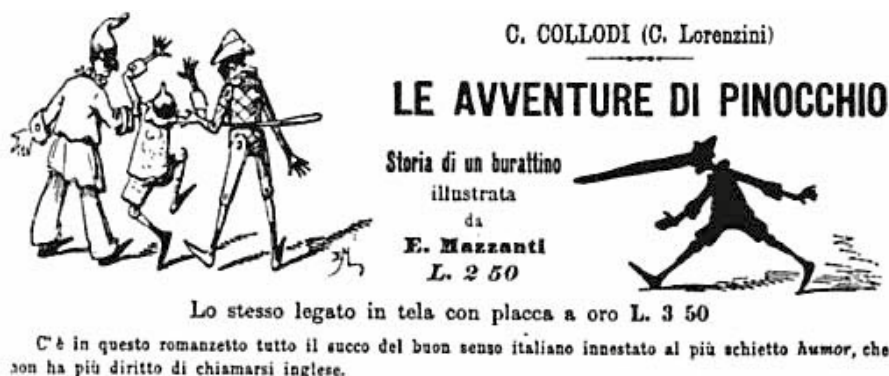 C. COLLODI (C. Lorenzini)
LE AVVENTURE DI PINOCCHIO
Storia di un burattino
illustrata
da
E. Mazzanti
L. 2 50
Lo stesso legato in tela con placca a oro L. 3 50
C'è in questo romanzetto tutto il succo del buon senso italiano innestato al più schietto humor, che
non ha più diritto di chiamarsi inglese.